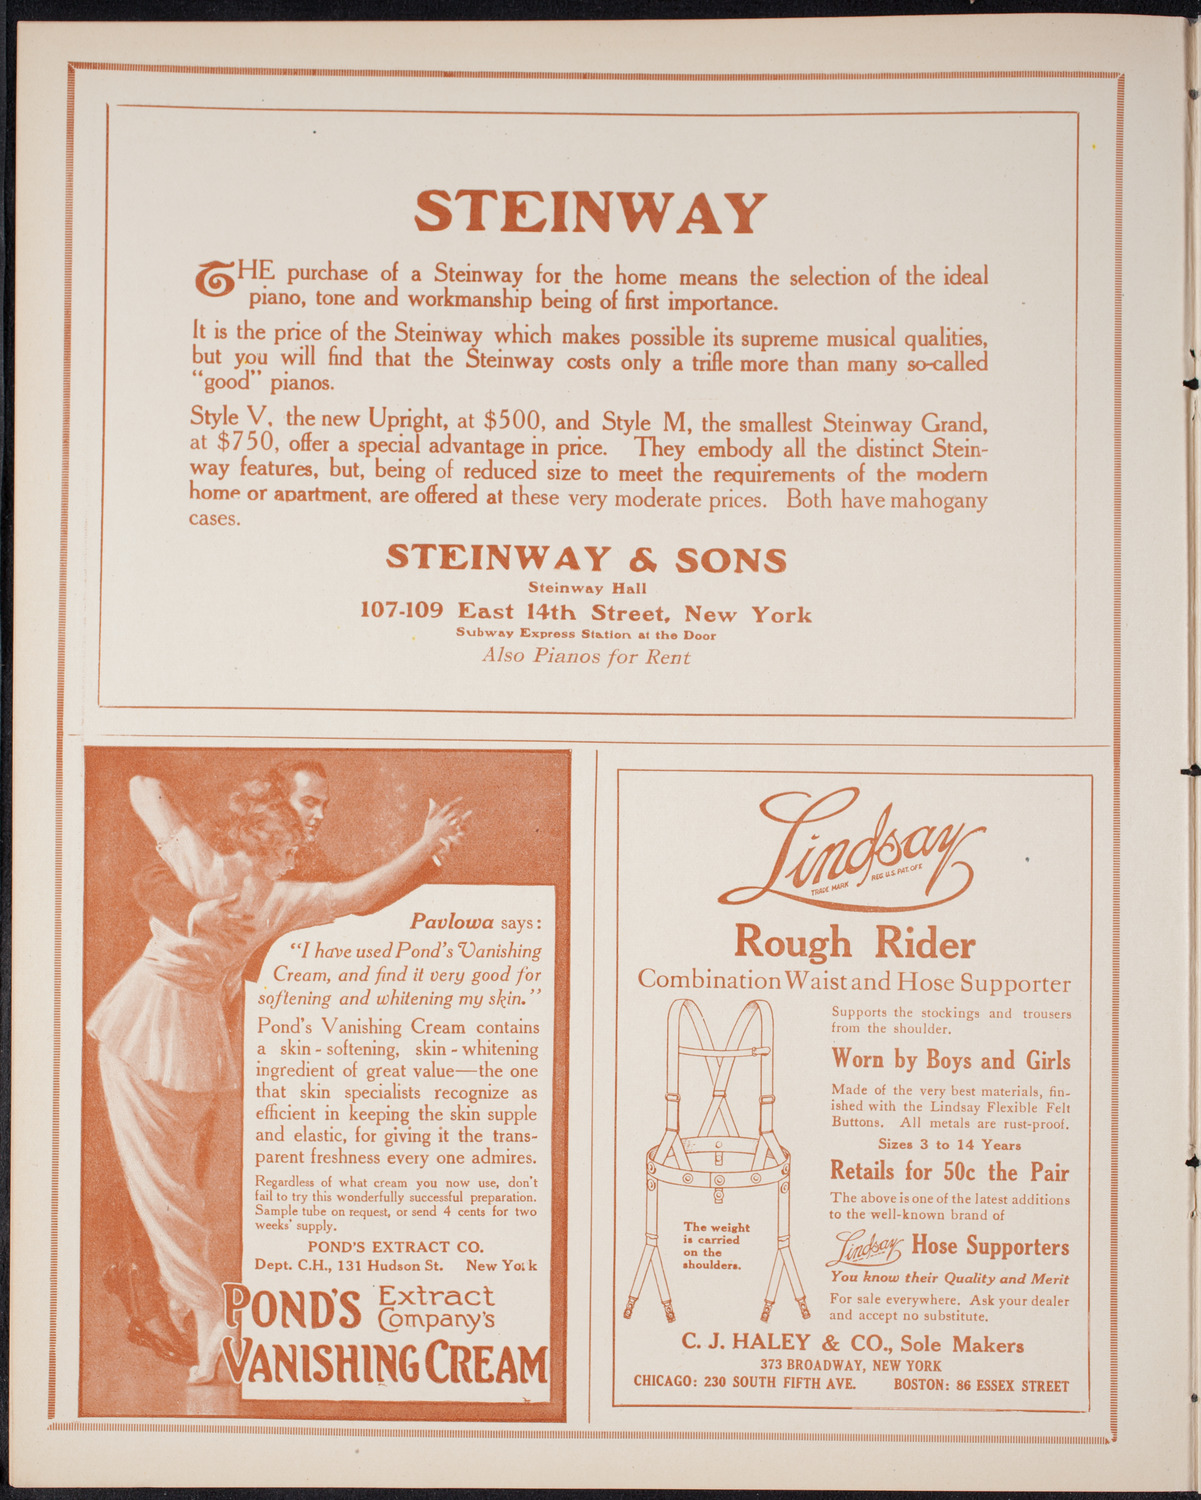 STEINWAY
THE purchase of a Steinway for the home means the selection of the ideal
piano, tone and workmanship being of first importance.
It is the price of the Steinway which makes possible its supreme musical qualities,
but you will find that the Steinway costs only a trifle more than many so-called
“good” pianos.
Style V, the new Upright, at $500, and Style M, the smallest Steinway Grand,
at $750, offer a special advantage in price. They embody all the distinct Stein-
way features, but, being of reduced size to meet the requirements of the modern
home or apartment, are offered at these very moderate prices. Both have mahogany
cases.
STEINWAY & SONS
Steinway Hall
107-109 East 14th Street, New York
Subway Express Station at the Door
Also Pianos for Rent
Pavlowa says:
“I have used Pond's Vanishing
Cream, and find it very good for
softening and whitening my skin.”
Pond's Vanishing Cream contains
a skin-softening, skin-whitening
ingredient of great value—the one
that skin specialists recognize as
efficient in keeping the skin supple
and elastic, for giving it the trans-
parent freshness every one admires.
Regardless of what cream you now use, don't
fail to try this wonderfully successful preparation.
Sample tube on request, or send 4 cents for two
weeks' supply.
POND'S EXTRACT CO.
Dept. C.H., 131 Hudson St. New York
POND'S Extract
Company's
VANISHING CREAM
Lindsay
TRADE MARK REG. U.S. PAT. OFF.
Rough Rider
Combination Waist and Hose Supporter
Supports the stockings and trousers
from the shoulder.
Worn by Boys and Girls
Made of the very best materials, fin-
ished with the Lindsay Flexible Felt
Buttons. All metals are rust-proof.
Sizes 3 to 14 Years
Retails for 50c the Pair
The above is one of the latest additions
to the well-known brand of
Lindsay Hose Supporters
You know their Quality and Merit
For sale everywhere. Ask your dealer
and accept no substitute.
The weight
is carried
on the
shoulders.
C. J. HALEY & CO., Sole Makers
373 BROADWAY, NEW YORK
CHICAGO: 230 SOUTH FIFTH AVE. BOSTON: 86 ESSEX STREET